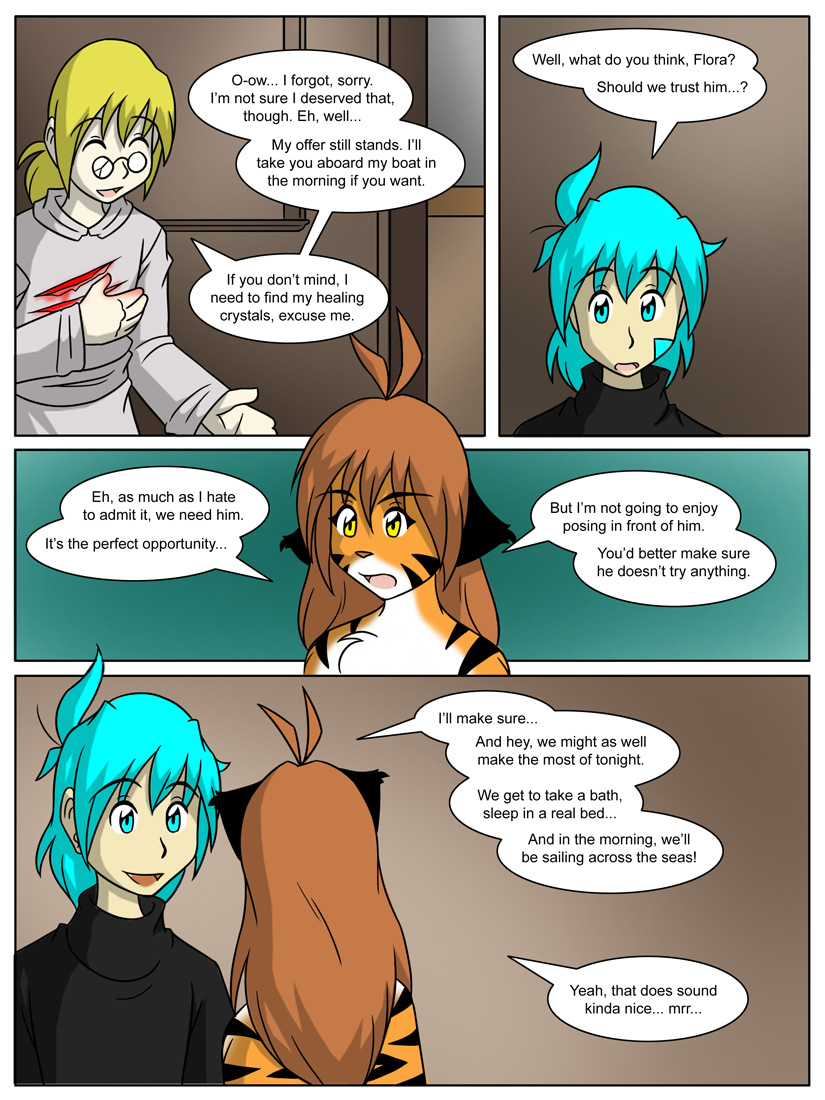 O-ow... I forgot, sorry.
I'm not sure I deserved that,
though. Eh, well...
My offer still stands. I'll
take you aboard my boat in
the morning if you want.
If you don't mind, I
need to find my healing
crystals, excuse me.
Well, what do you think, Flora?
Should we trust him...?
Eh, as much as I hate
to admit it, we need him.
It's the perfect opportunity...
But I'm not going to enjoy
posing in front of him.
You'd better make sure
he doesn't try anything.
I'll make sure...
And hey, we might as well
make the most of tonight.
We get to take a bath,
sleep in a real bed...
And in the morning, we'll
be sailing across the seas!
Yeah, that does sound
kinda nice... mrr...